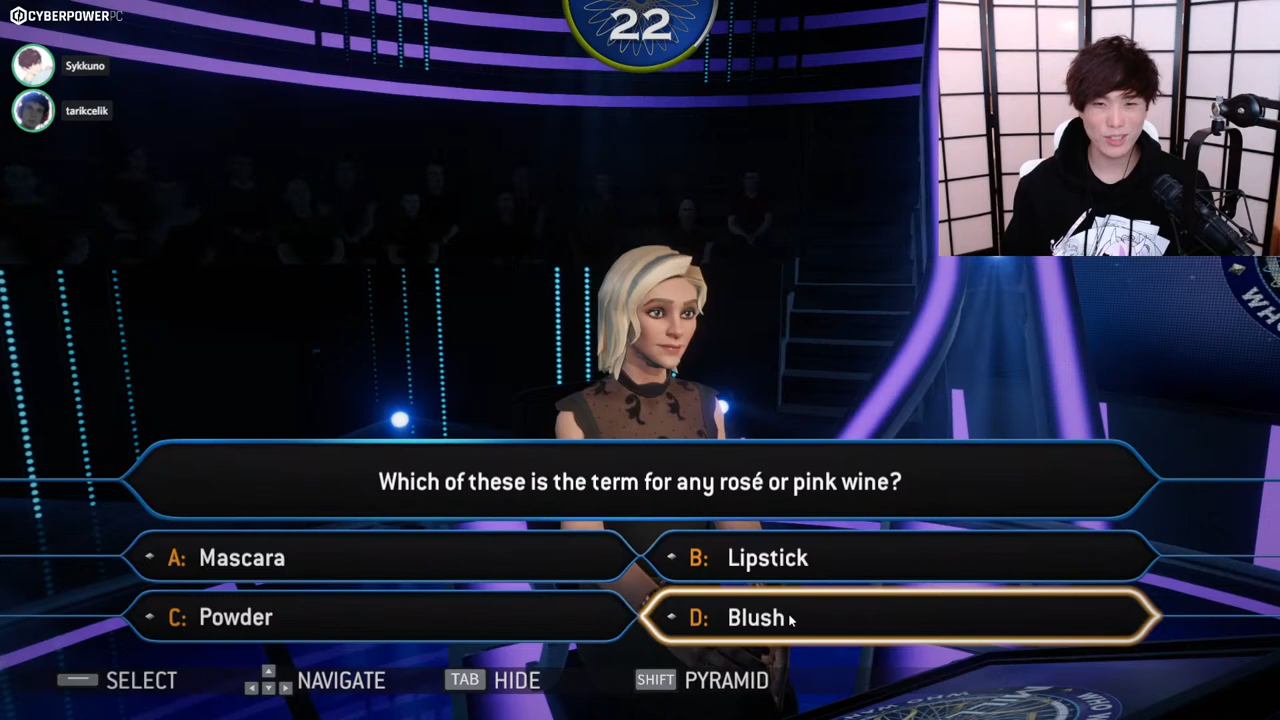 CYBERPOWERPC
22
Sykkuno
tarikcelik
WH
Which of these is the term for any rosé or pink wine?
A: Mascara
B: Lipstick
C: Powder
D: Blush
SELECT
NAVIGATE
TAB HIDE
SHIFT PYRAMID